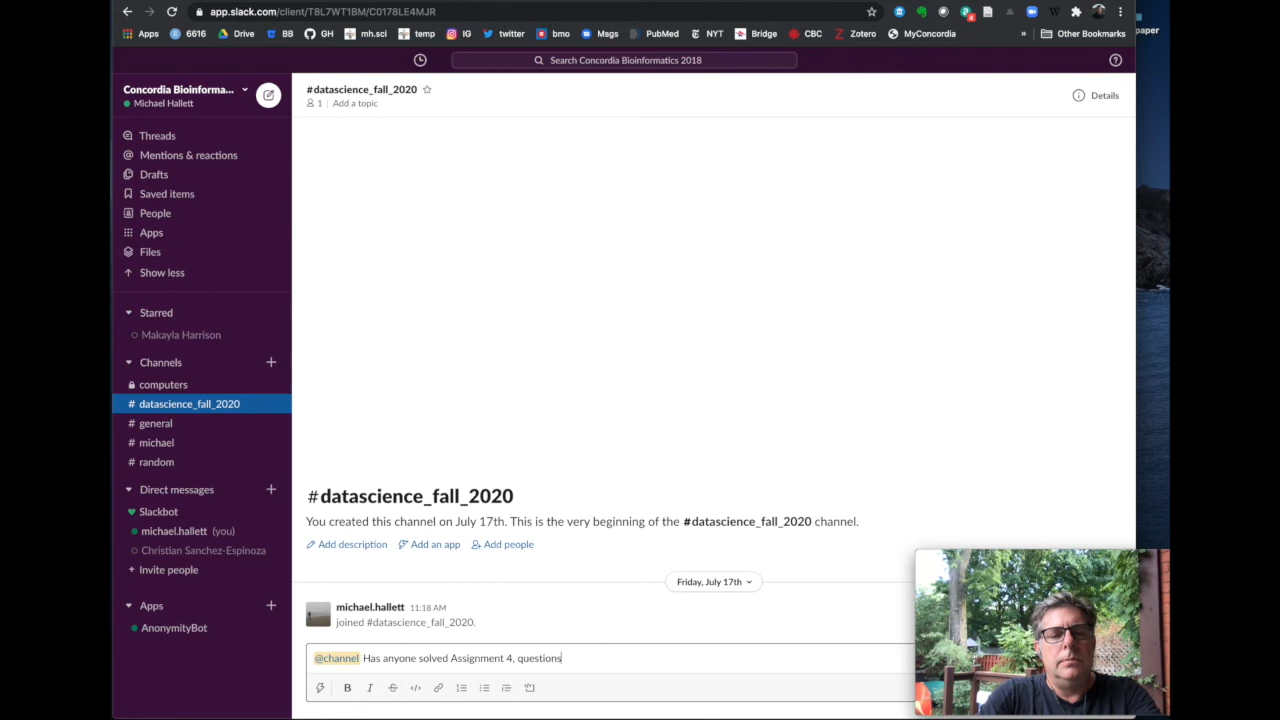 app.slack.com/client/T8L7WT1BM/C0178LE4MJR
4
W
Apps 6616 Drive BB GH mh.sci temp IG twitter bmo Msgs PubMed NYT Bridge CBC Zotero MyConcordia » Other Bookmarks
paper
Search Concordia Bioinformatics 2018
Concordia Bioinforma...
Michael Hallett
Threads
Mentions & reactions
Drafts
Saved items
People
Apps
Files
Show less
Starred
Makayla Harrison
Channels
computers
# datascience_fall_2020
# general
# michael
# random
Direct messages
Slackbot
michael.hallett (you)
Christian Sanchez-Espinoza
+ Invite people
Apps
AnonymityBot
#datascience_fall_2020
1 | Add a topic
Details
#datascience_fall_2020
You created this channel on July 17th. This is the very beginning of the #datascience_fall_2020 channel.
Add description Add an app Add people
Friday, July 17th
michael.hallett 11:18 AM
joined #datascience_fall_2020.
@channel Has anyone solved Assignment 4, questions
B I S </>